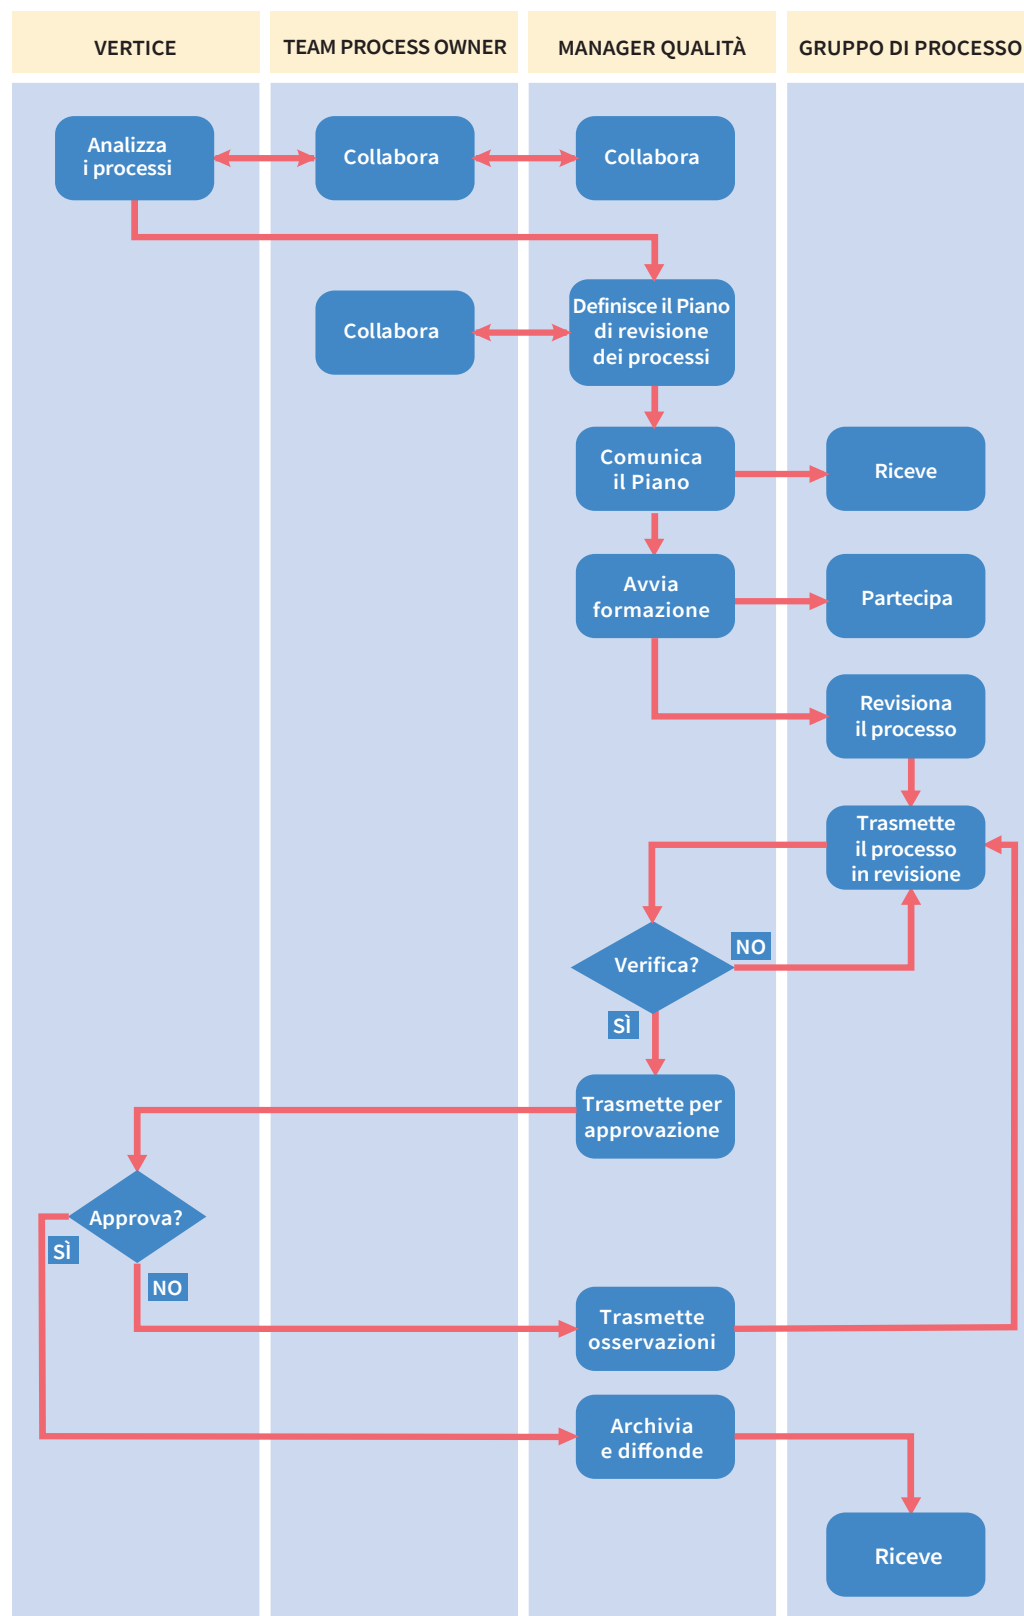 VERTICE
TEAM PROCESS OWNER
MANAGER QUALITÀ
GRUPPO DI PROCESSO
Analizza
i processi
Collabora
Collabora
Collabora
Definisce il Piano
di revisione
dei processi
Comunica
il Piano
Riceve
Avvia
formazione
Partecipa
Revisiona
il processo
Trasmette
il processo
in revisione
Verifica?
NO
SÌ
Trasmette per
approvazione
Approva?
SÌ
NO
Trasmette
osservazioni
Archivia
e diffonde
Riceve